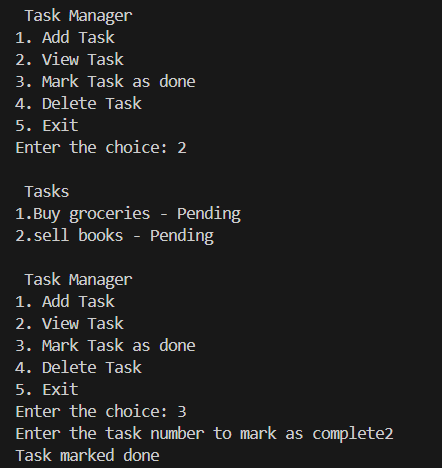 Task Manager
1. Add Task
2. View Task
3. Mark Task as done
4. Delete Task
5. Exit
Enter the choice: 2
Tasks
1.Buy groceries - Pending
2.sell books - Pending
Task Manager
1. Add Task
2. View Task
3. Mark Task as done
4. Delete Task
5. Exit
Enter the choice: 3
Enter the task number to mark as complete2
Task marked done